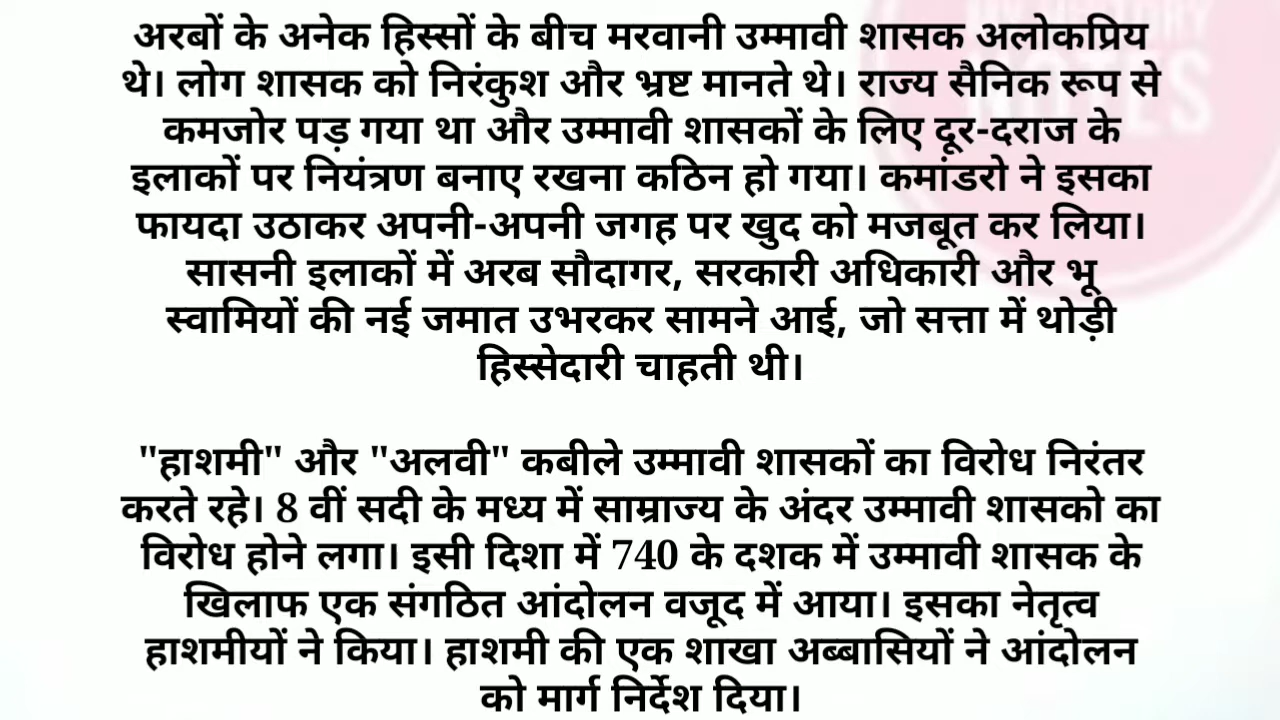 अरबों के अनेक हिस्सों के बीच मरवानी उम्मावी शासक अलोकप्रिय
थे। लोग शासक को निरंकुश और भ्रष्ट मानते थे। राज्य सैनिक रूप से
कमजोर पड़ गया था और उम्मावी शासकों के लिए दूर-दराज के
इलाकों पर नियंत्रण बनाए रखना कठिन हो गया। कमांडरो ने इसका
फायदा उठाकर अपनी-अपनी जगह पर खुद को मजबूत कर लिया।
सासनी इलाकों में अरब सौदागर, सरकारी अधिकारी और भू
स्वामियों की नई जमात उभरकर सामने आई, जो सत्ता में थोड़ी
हिस्सेदारी चाहती थी।
"हाशमी" और "अलवी" कबीले उम्मावी शासकों का विरोध निरंतर
करते रहे। 8 वीं सदी के मध्य में साम्राज्य के अंदर उम्मावी शासको का
विरोध होने लगा। इसी दिशा में 740 के दशक में उम्मावी शासक के
खिलाफ एक संगठित आंदोलन वजूद में आया। इसका नेतृत्व
हाशमीयों ने किया। हाशमी की एक शाखा अब्बासियों ने आंदोलन
को मार्ग निर्देश दिया।